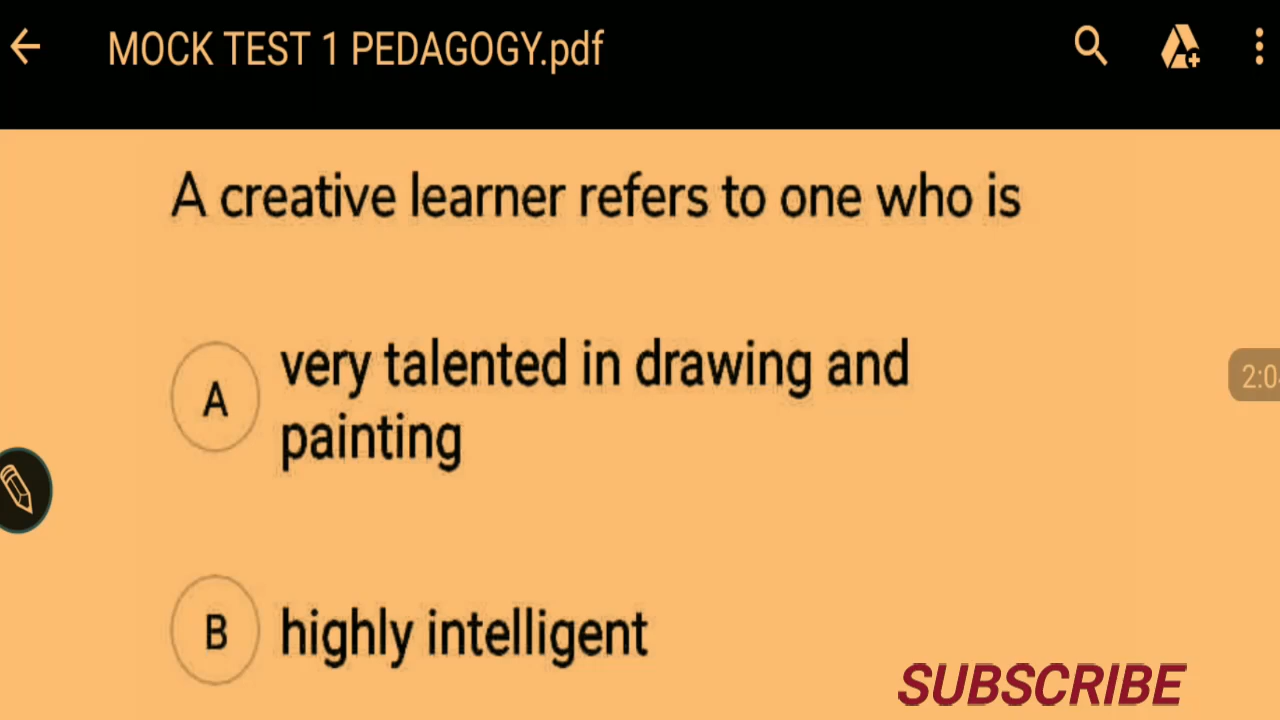 MOCK TEST 1 PEDAGOGY.pdf
A creative learner refers to one who is
A very talented in drawing and
painting
B highly intelligent
SUBSCRIBE